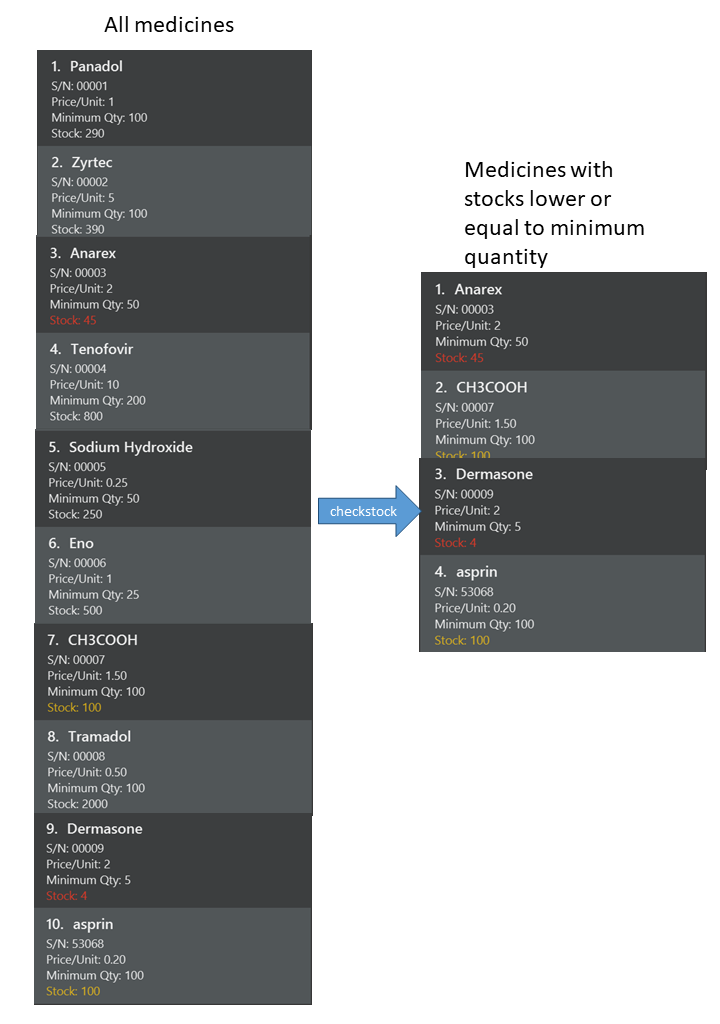 All medicines
1. Panadol
S/N: 00001
Price/Unit: 1
Minimum Qty: 100
Stock: 290
2. Zyrtec
S/N: 00002
Price/Unit: 5
Minimum Qty: 100
Stock: 390
3. Anarex
S/N: 00003
Price/Unit: 2
Minimum Qty: 50
Stock: 45
4. Tenofovir
S/N: 00004
Price/Unit: 10
Minimum Qty: 200
Stock: 800
5. Sodium Hydroxide
S/N: 00005
Price/Unit: 0.25
Minimum Qty: 50
Stock: 250
6. Eno
S/N: 00006
Price/Unit: 1
Minimum Qty: 25
Stock: 500
7. CH3COOH
S/N: 00007
Price/Unit: 1.50
Minimum Qty: 100
Stock: 100
8. Tramadol
S/N: 00008
Price/Unit: 0.50
Minimum Qty: 100
Stock: 2000
9. Dermasone
S/N: 00009
Price/Unit: 2
Minimum Qty: 5
Stock: 4
10. asprin
S/N: 53068
Price/Unit: 0.20
Minimum Qty: 100
Stock: 100
checkstock
Medicines with
stocks lower or
equal to minimum
quantity
1. Anarex
S/N: 00003
Price/Unit: 2
Minimum Qty: 50
Stock: 45
2. CH3COOH
S/N: 00007
Price/Unit: 1.50
Minimum Qty: 100
Stock: 100
3. Dermasone
S/N: 00009
Price/Unit: 2
Minimum Qty: 5
Stock: 4
4. asprin
S/N: 53068
Price/Unit: 0.20
Minimum Qty: 100
Stock: 100